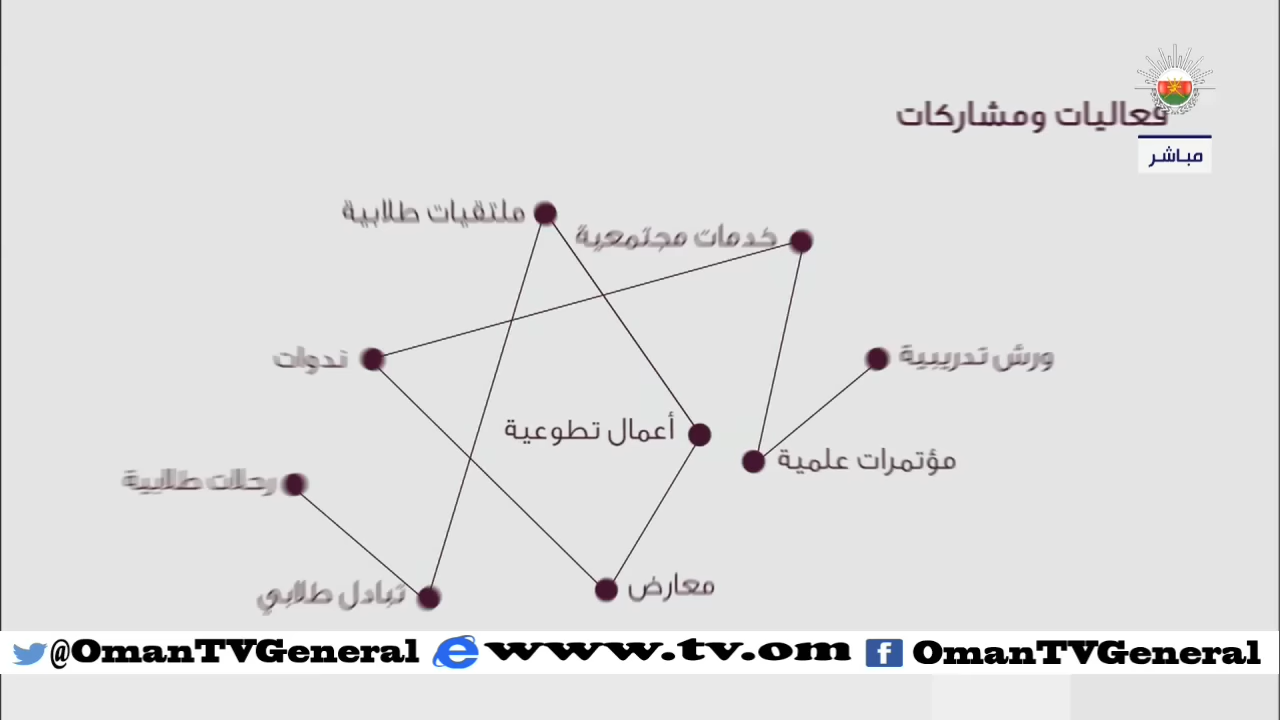 فعاليات ومشاركات
مباشر
ملتقيات طلابية
خدمات مجتمعية
ورش تدريبية
ندوات
أعمال تطوعية
مؤتمرات علمية
رحلات طلابية
معارض
تبادل طلابي
@OmanTVGeneral www.tv.om OmanTVGeneral